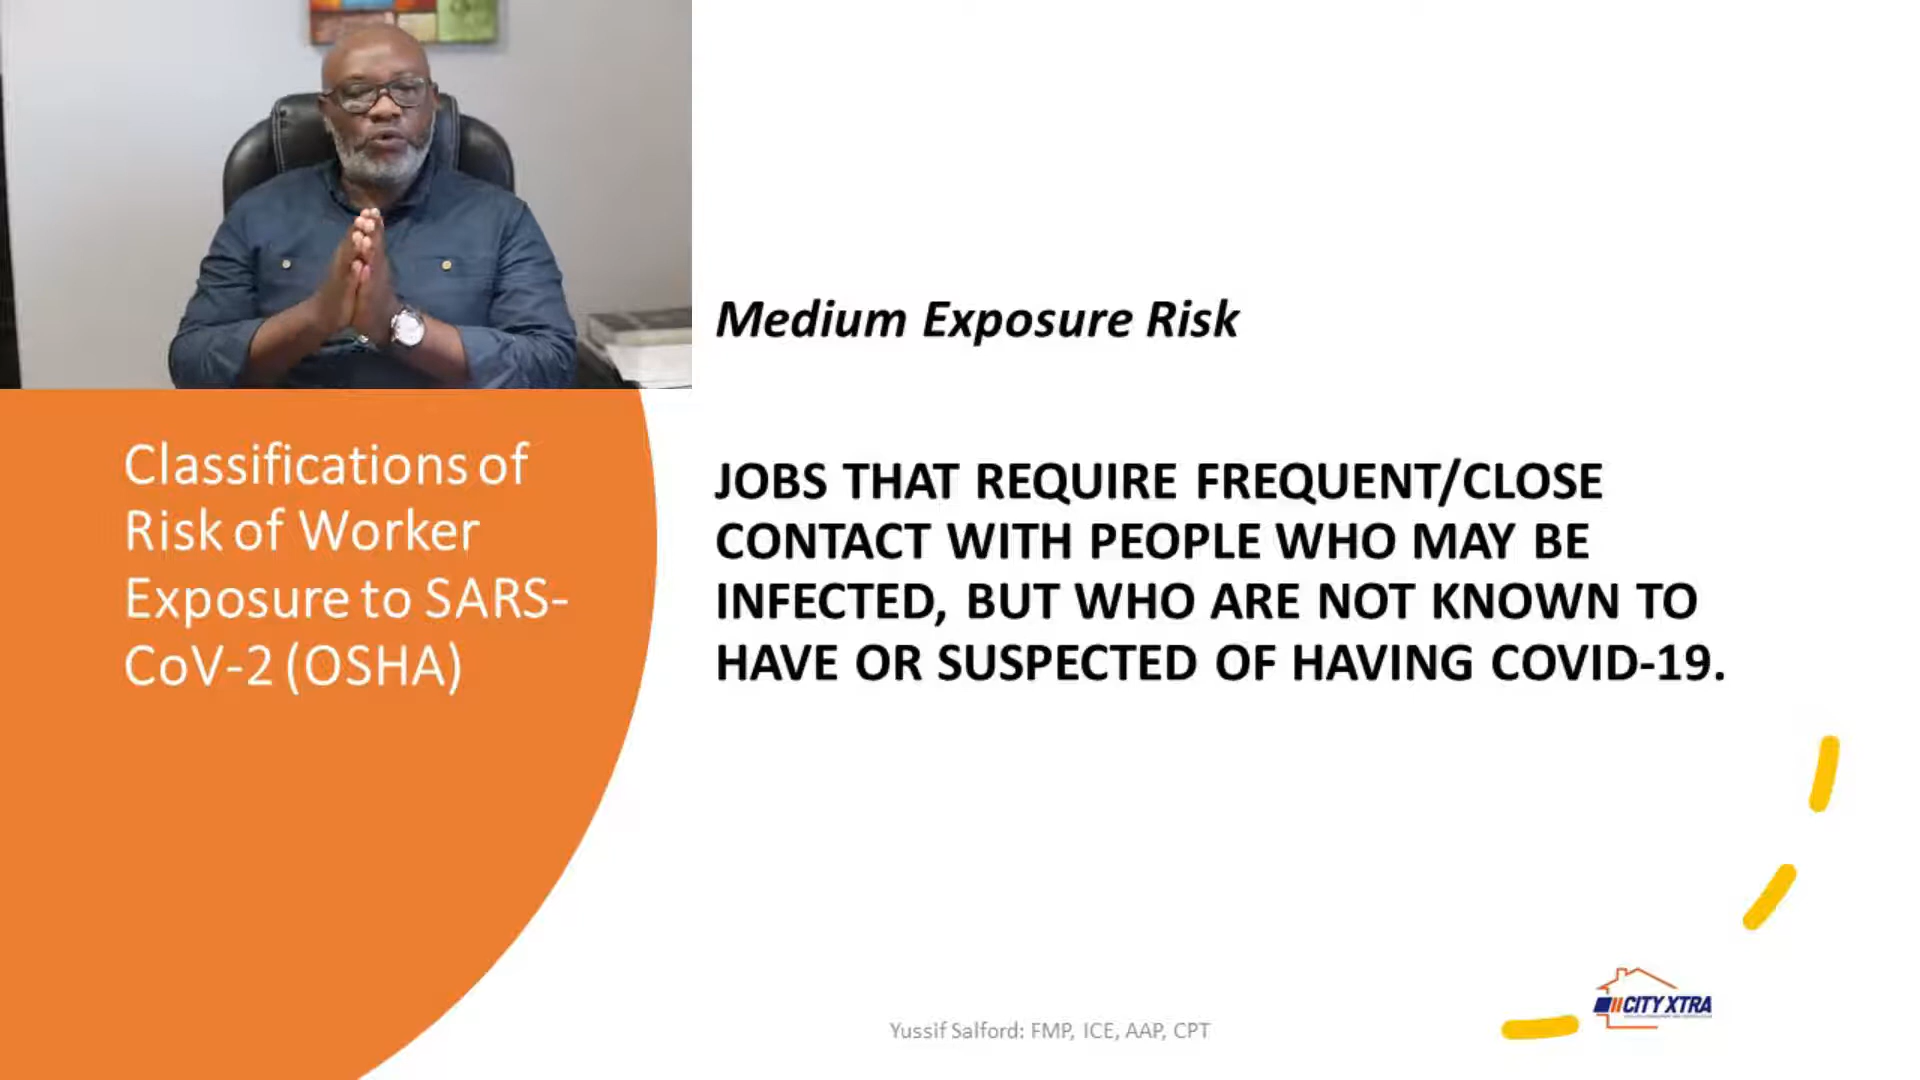 Classifications of
Risk of Worker
Exposure to SARS-
CoV-2 (OSHA)
Medium Exposure Risk
JOBS THAT REQUIRE FREQUENT/CLOSE
CONTACT WITH PEOPLE WHO MAY BE
INFECTED, BUT WHO ARE NOT KNOWN TO
HAVE OR SUSPECTED OF HAVING COVID-19.
Yussif Salford: FMP, ICE, AAP, CPT
CITY XTRA